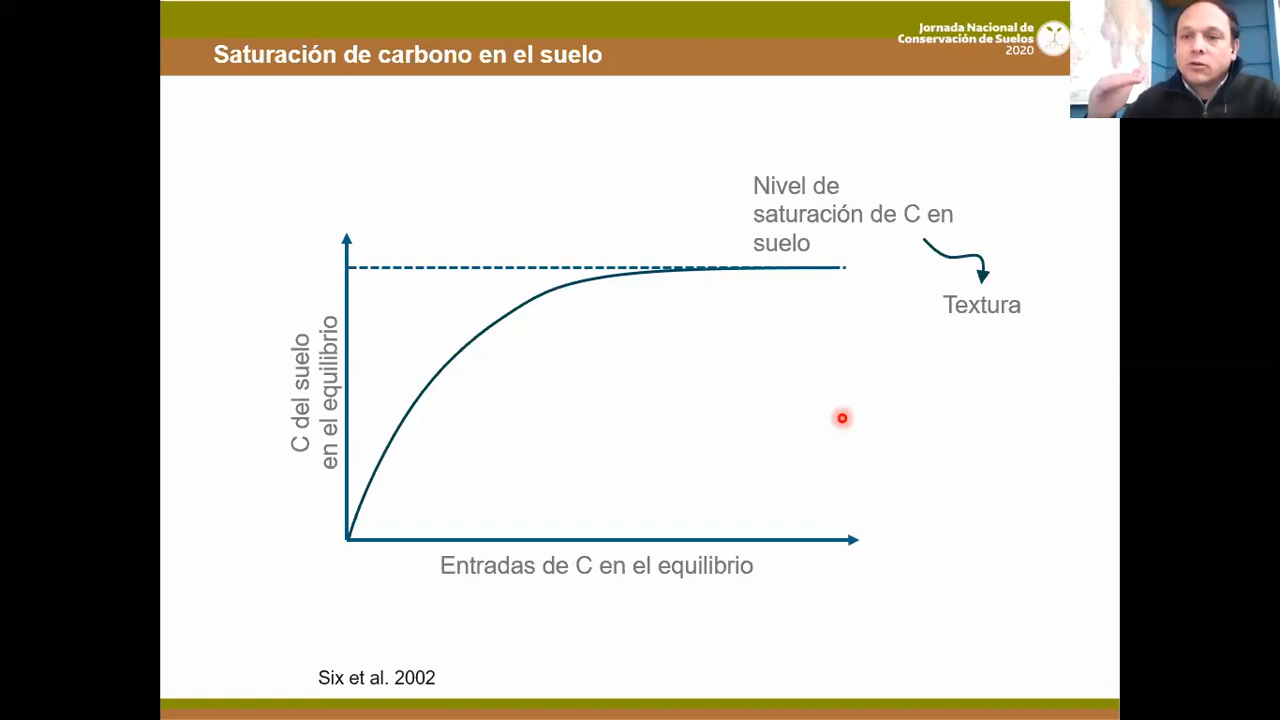 Saturación de carbono en el suelo
Jornada Nacional de
Conservación de Suelos
2020
Nivel de
saturación de C en
suelo
Textura
C del suelo
en el equilibrio
Entradas de C en el equilibrio
Six et al. 2002